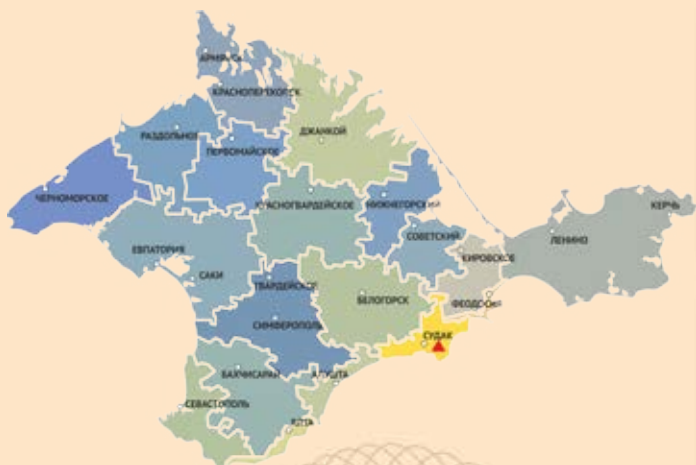 АРМЯНСК
КРАСНОПЕРЕКОПСК
ДЖАНКОЙ
РАЗДОЛЬНОЕ
ПЕРВОМАЙСКОЕ
ЧЕРНОМОРСКОЕ
КРАСНОГВАРДЕЙСКОЕ
НИЖНЕГОРСКИЙ
КЕРЧЬ
СОВЕТСКИЙ
ЛЕНИНО
ЕВПАТОРИЯ
КИРОВСКОЕ
САКИ
ГВАРДЕЙСКОЕ
БЕЛОГОРСК
ФЕОДОСИЯ
СИМФЕРОПОЛЬ
СУДАК
БАХЧИСАРАЙ
АЛУШТА
СЕВАСТОПОЛЬ
ЯЛТА